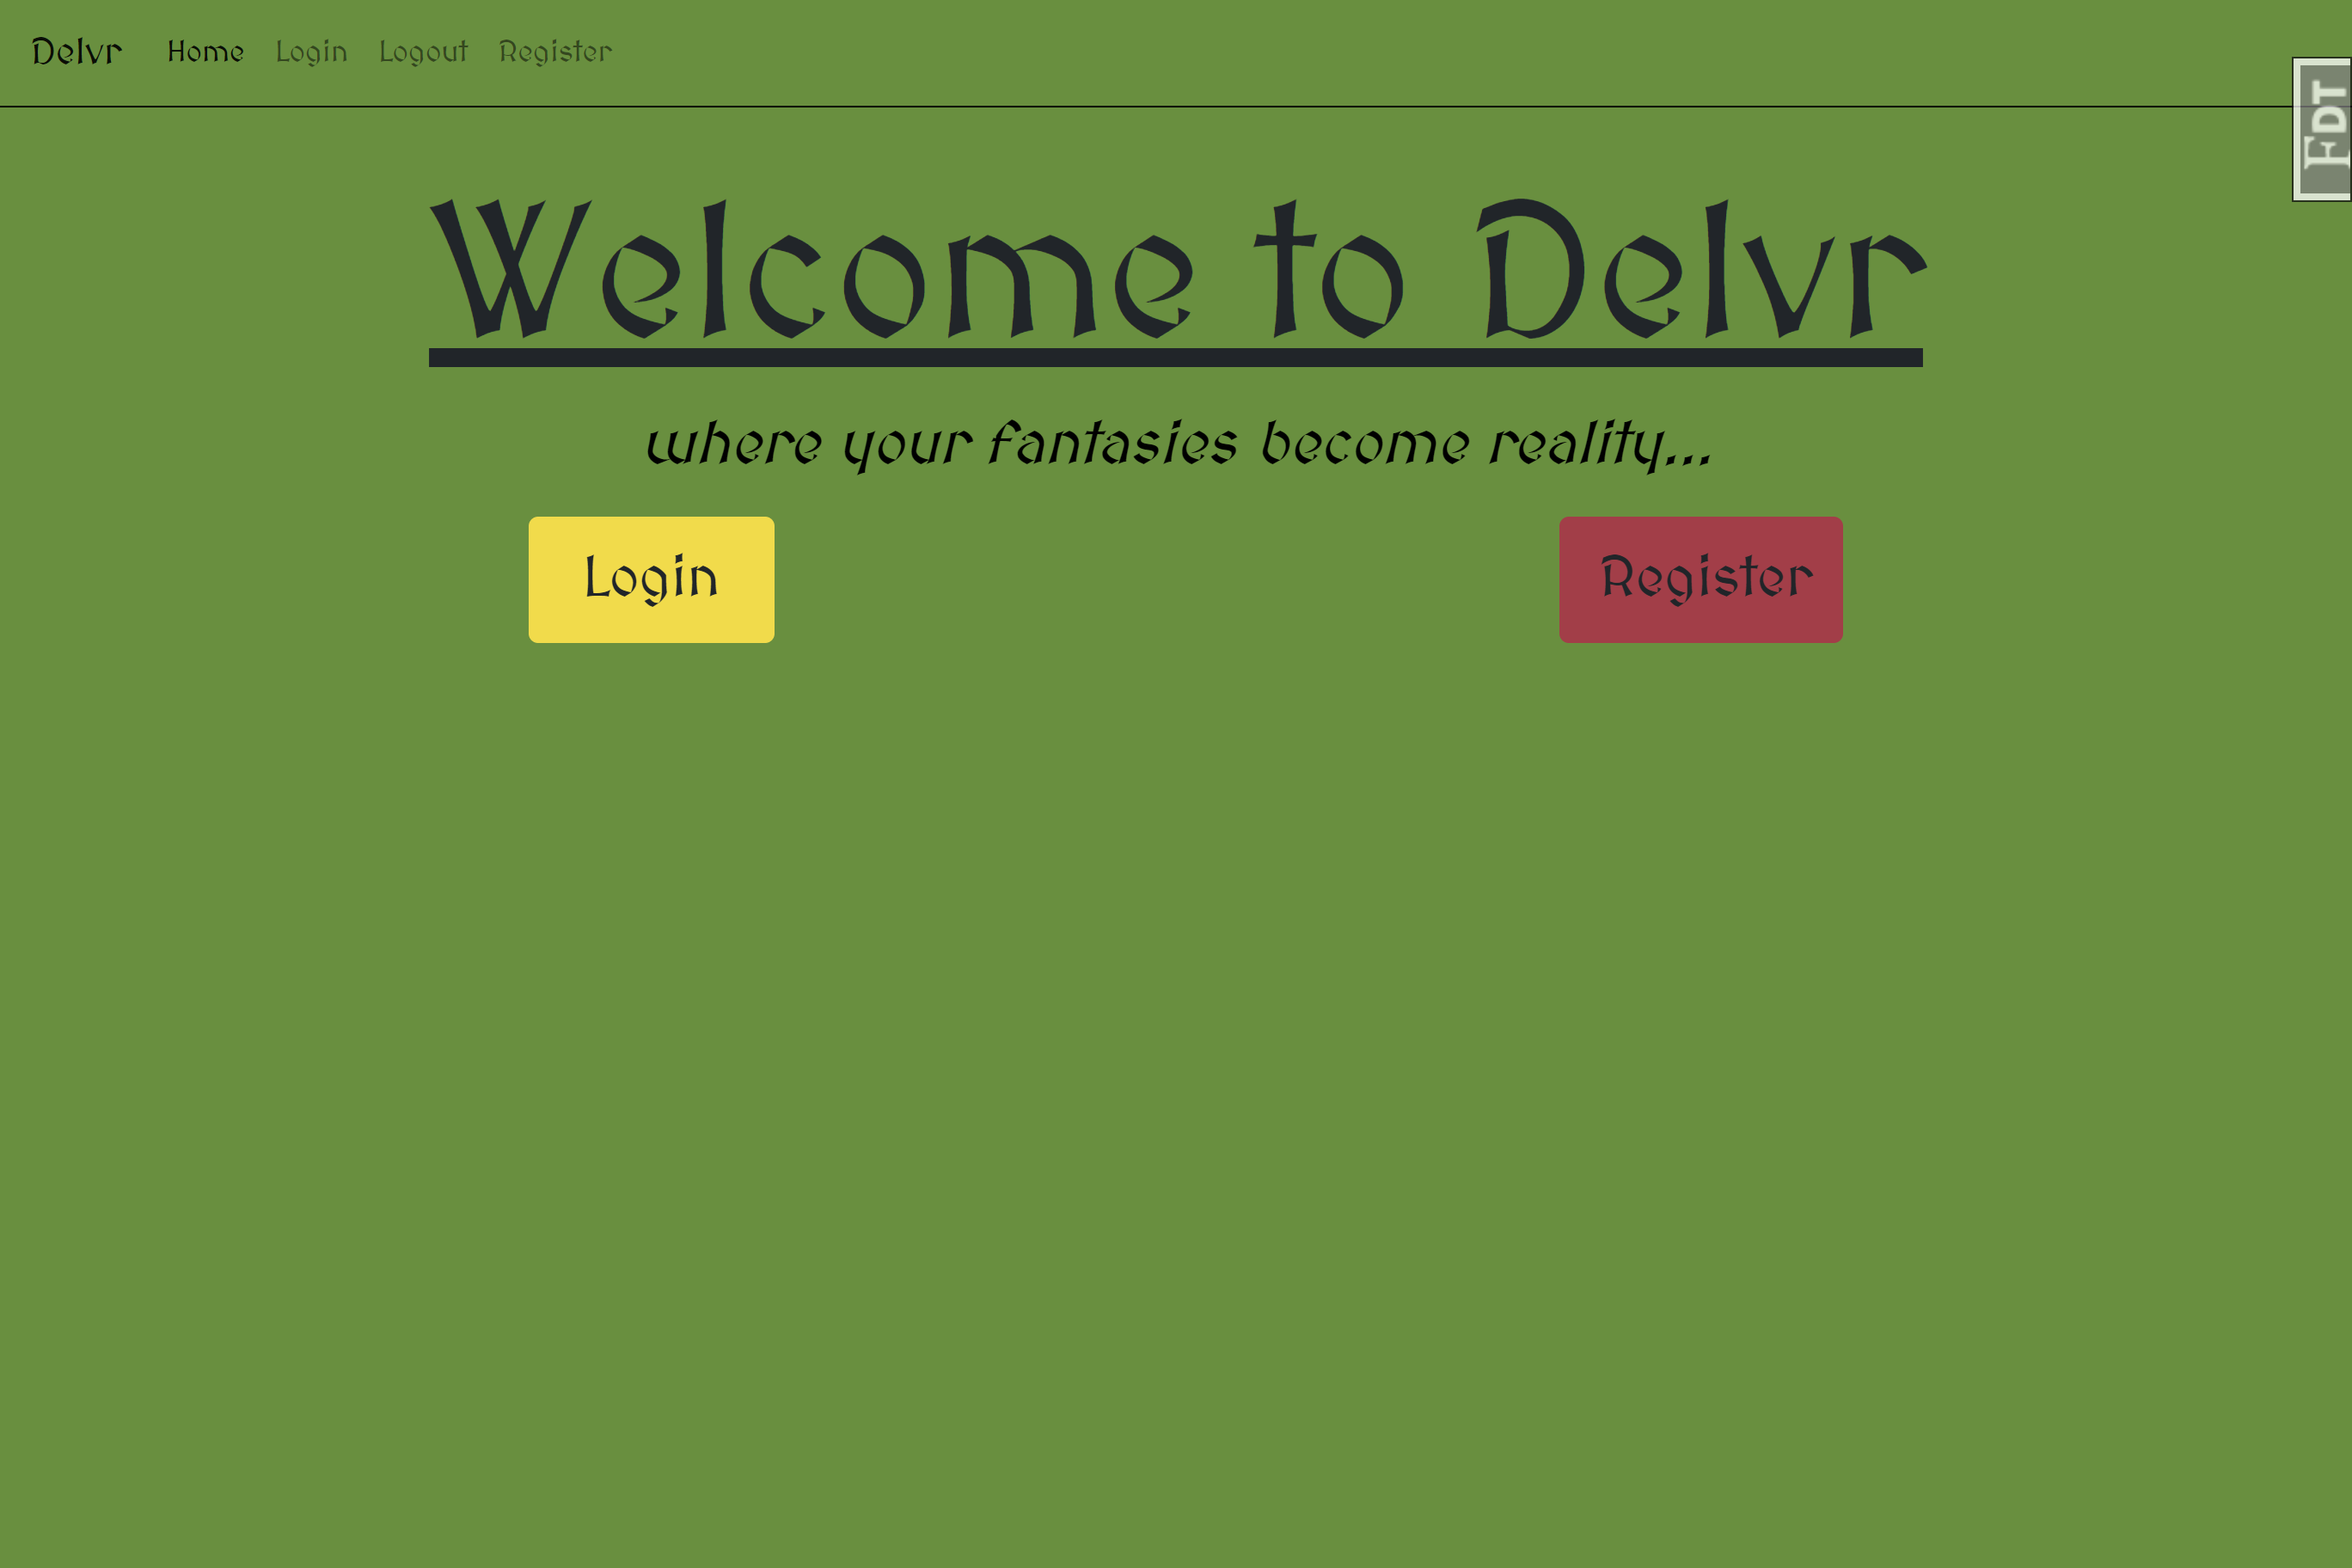 Delvr Home Login Logout Register
FDT
Welcome to Delvr
where your fantasies become reality...
Login Register